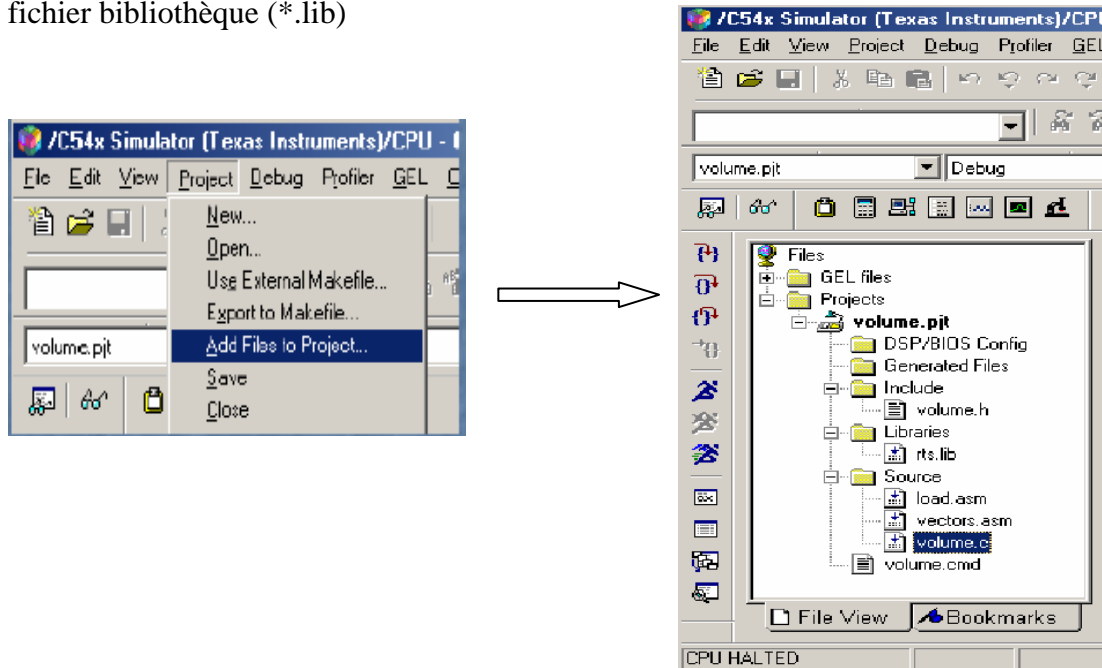 fichier bibliothèque (*.lib)
/C54x Simulator (Texas Instruments)/CPU -
File Edit View Project Debug Profiler GEL
New...
Open...
Use External Makefile...
Export to Makefile...
Add Files to Project...
Save
Close
volume.pjt
/C54x Simulator (Texas Instruments)/CP
File Edit View Project Debug Profiler GEL
volume.pjt Debug
Files
GEL files
Projects
volume.pjt
DSP/BIOS Config
Generated Files
Include
volume.h
Libraries
rts.lib
Source
load.asm
vectors.asm
volume.c
volume.cmd
File View Bookmarks
CPU HALTED